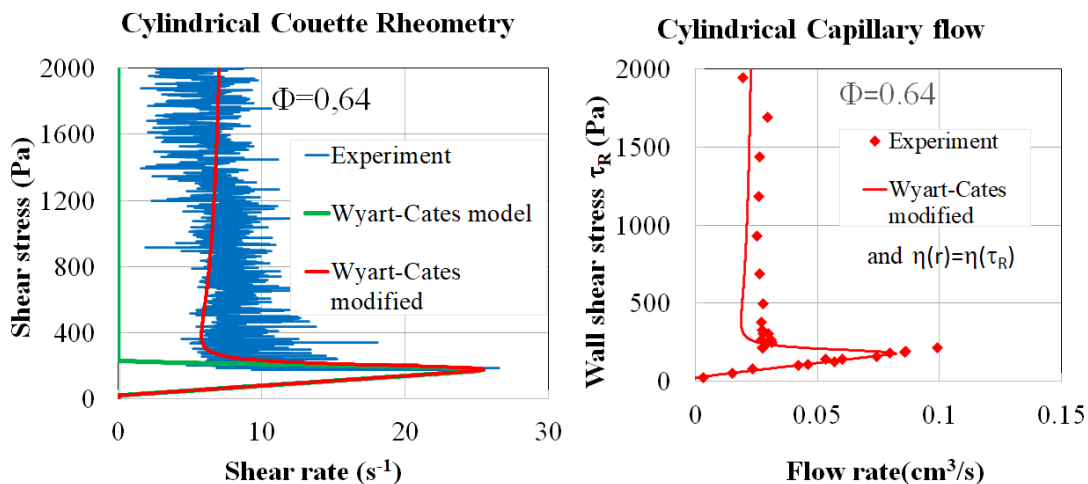 Cylindrical Couette Rheometry
2000
1600
1200
800
400
0
Shear stress (Pa)
Φ=0,64
Experiment
Wyart-Cates model
Wyart-Cates
modified
0
10
20
30
Shear rate (s⁻¹)
Cylindrical Capillary flow
2000
1500
1000
500
0
Wall shear stress τR (Pa)
Φ=0.64
Experiment
Wyart-Cates
modified
and η(r)=η(τR)
0
0.05
0.1
0.15
Flow rate(cm³/s)